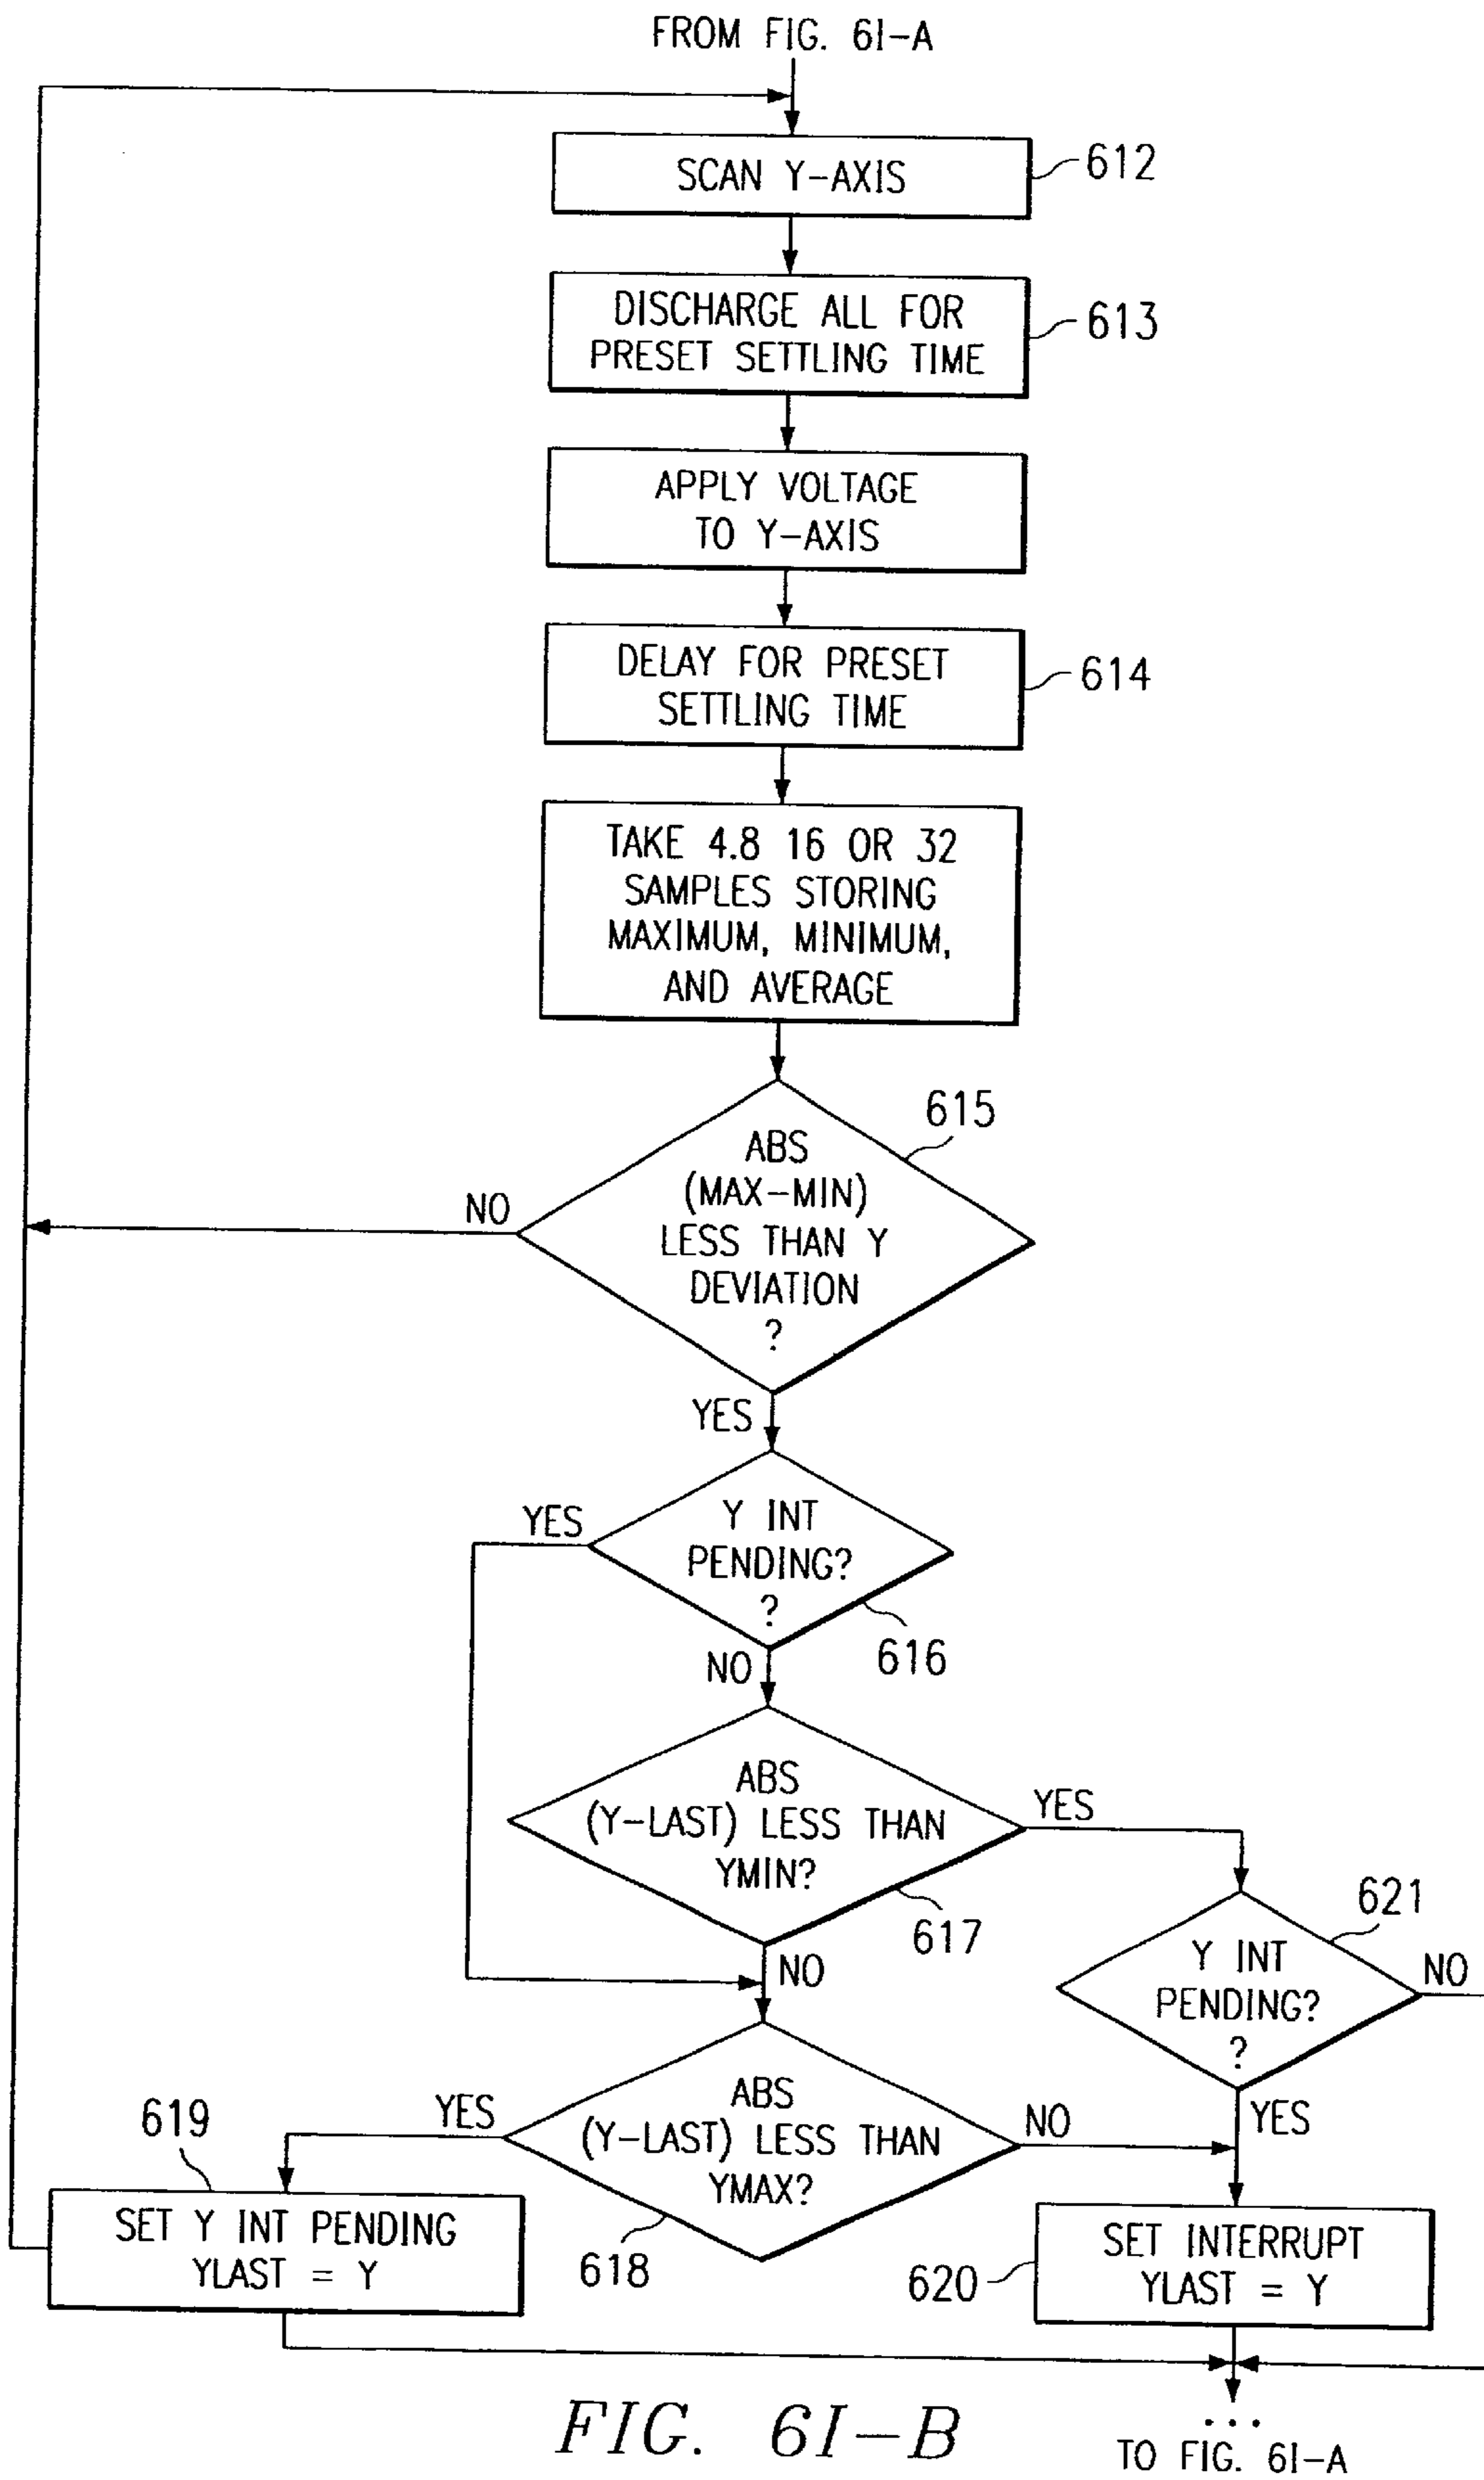 FROM FIG. 6I-A
SCAN Y-AXIS
612
DISCHARGE ALL FOR
PRESET SETTLING TIME
613
APPLY VOLTAGE
TO Y-AXIS
DELAY FOR PRESET
SETTLING TIME
614
TAKE 4.8 16 OR 32
SAMPLES STORING
MAXIMUM, MINIMUM,
AND AVERAGE
615
ABS
(MAX-MIN)
LESS THAN Y
DEVIATION
?
NO
YES
Y INT
PENDING?
?
YES
616
NO
ABS
(Y-LAST) LESS THAN
YMIN?
YES
617
NO
621
Y INT
PENDING?
?
NO
YES
ABS
(Y-LAST) LESS THAN
YMAX?
YES
NO
618
619
SET Y INT PENDING
YLAST = Y
SET INTERRUPT
YLAST = Y
620
...
TO FIG. 6I-A
FIG. 6I-B